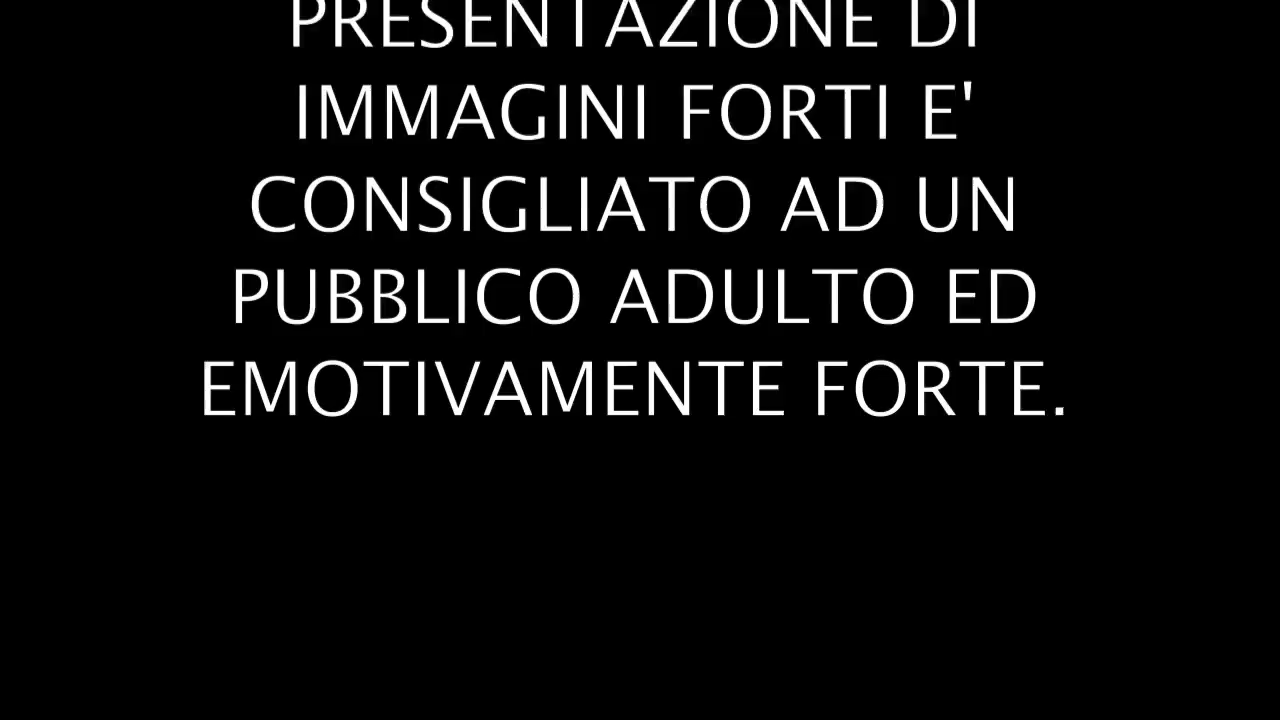 PRESENTAZIONE DI
IMMAGINI FORTI E'
CONSIGLIATO AD UN
PUBBLICO ADULTO ED
EMOTIVAMENTE FORTE.